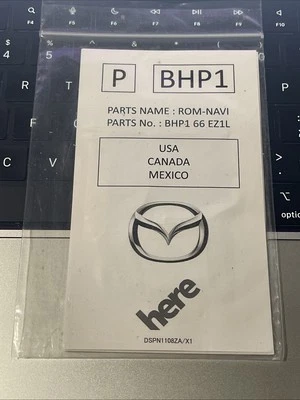 P BHP1
PARTS NAME : ROM-NAVI
PARTS No. : BHP1 66 EZ1L
USA
CANADA
MEXICO
here
DSPN1108ZA/X1